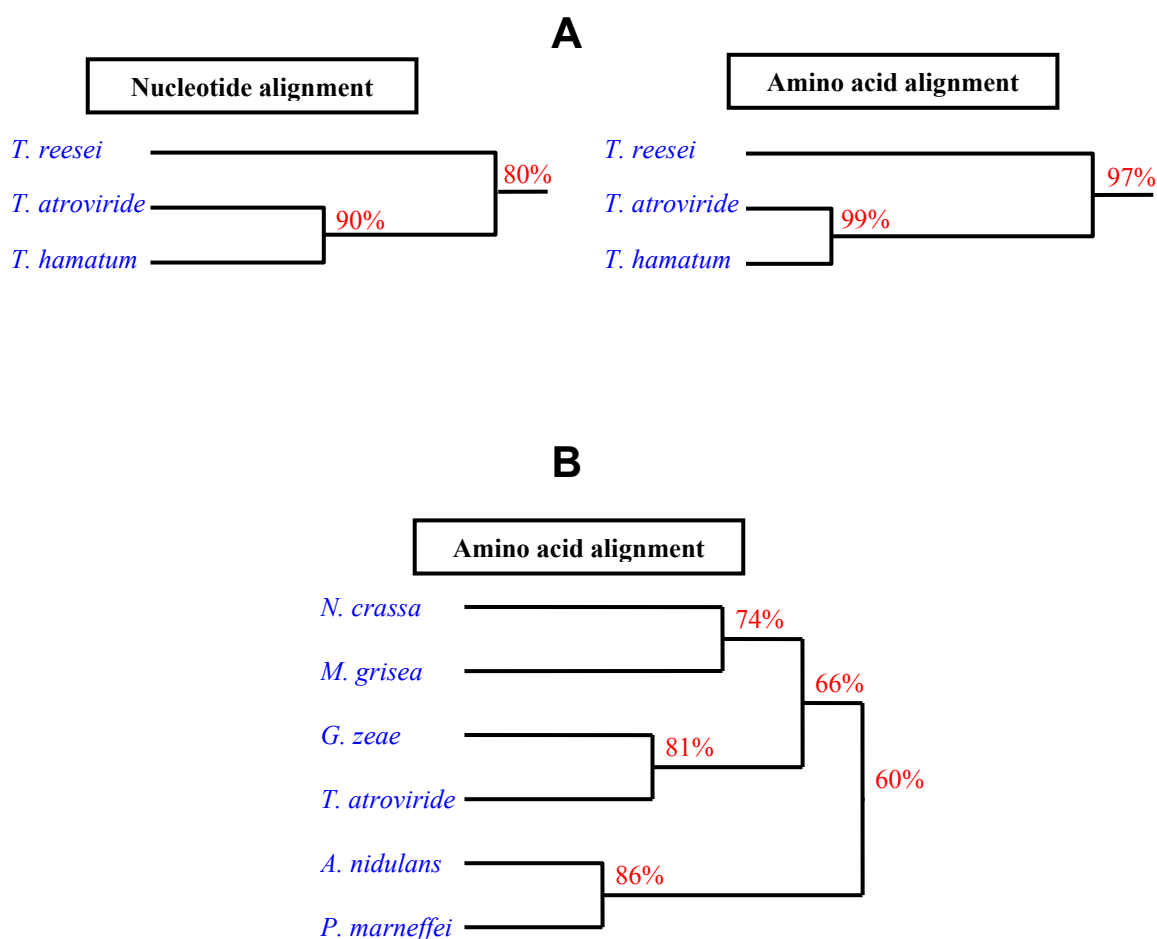 A
Nucleotide alignment
T. reesei
T. atroviride
T. hamatum
80%
90%
Amino acid alignment
T. reesei
T. atroviride
T. hamatum
97%
99%
B
Amino acid alignment
N. crassa
M. grisea
G. zeae
T. atroviride
A. nidulans
P. marneffei
74%
66%
81%
60%
86%